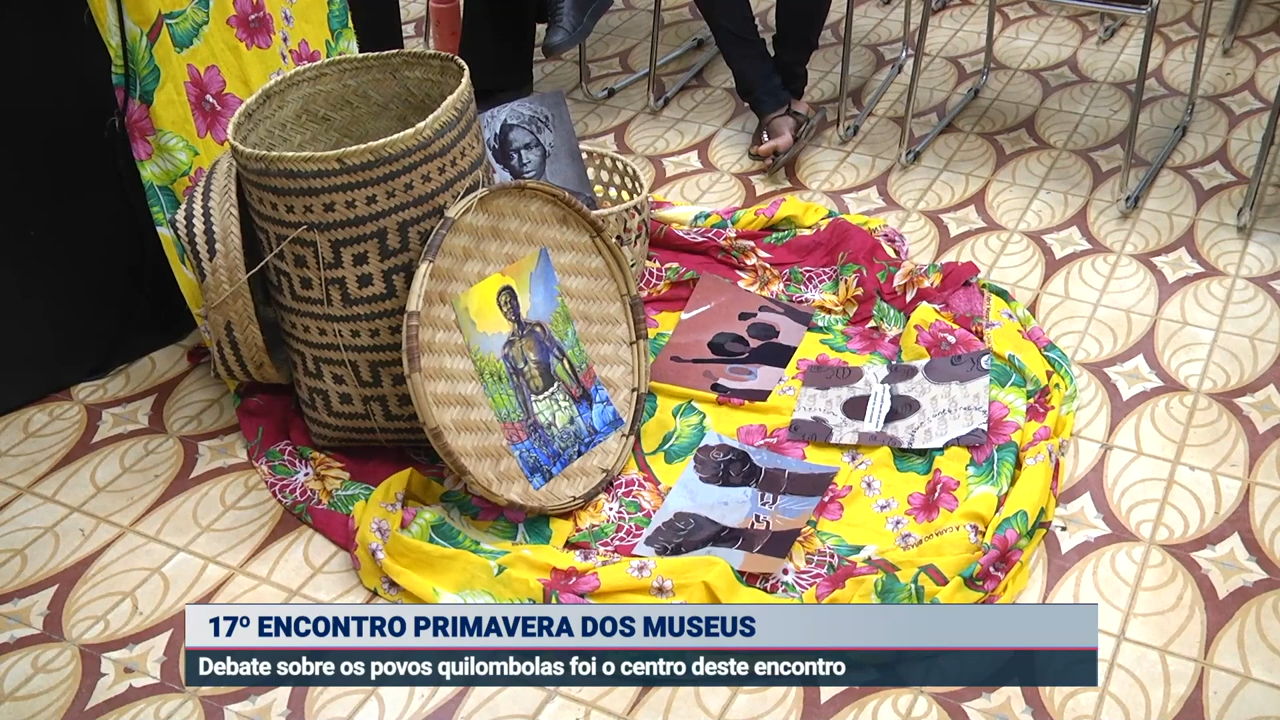 17º ENCONTRO PRIMAVERA DOS MUSEUS
Debate sobre os povos quilombolas foi o centro deste encontro